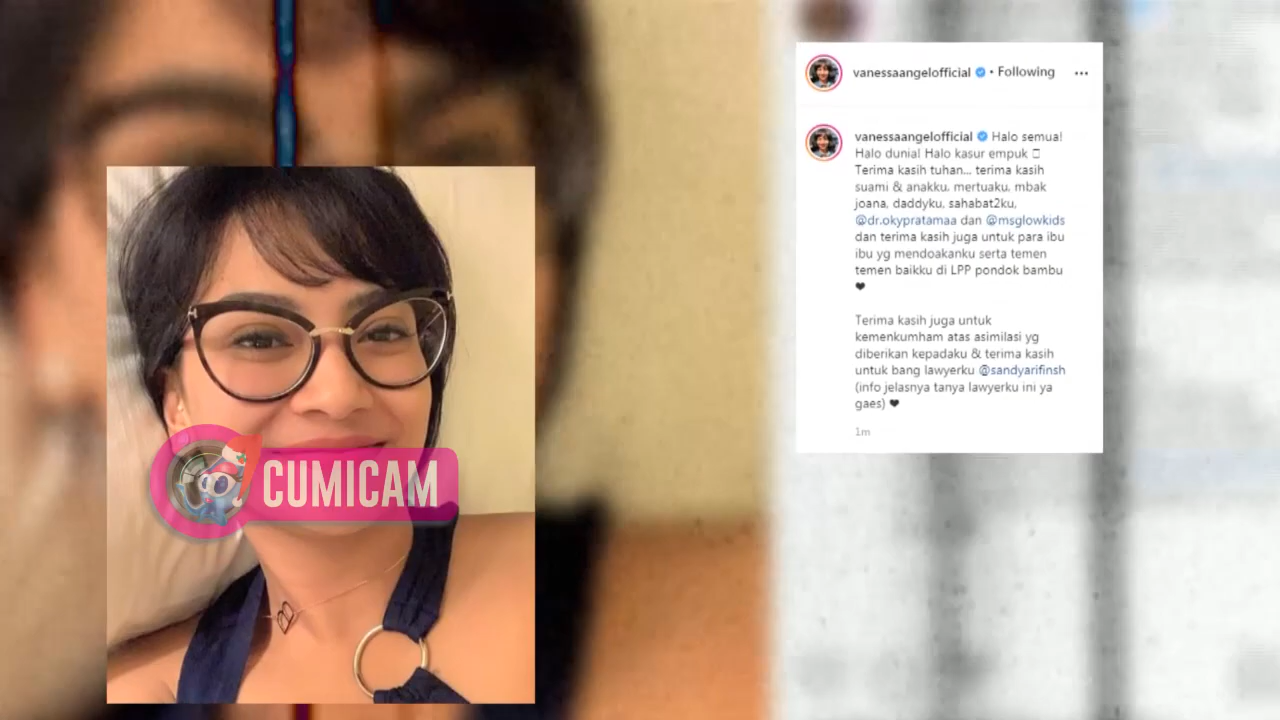 CUMICAM
vanessaangelofficial • Following
vanessaangelofficial Halo semua!
Halo dunia! Halo kasur empuk
Terima kasih tuhan... terima kasih
suami & anakku, mertuaku, mbak
joana, daddyku, sahabat2ku,
@dr.okypratamaa dan @msglowkids
dan terima kasih juga untuk para ibu
ibu yg mendoakanku serta temen
temen baikku di LPP pondok bambu
❤
Terima kasih juga untuk
kemenkumham atas asimilasi yg
diberikan kepadaku & terima kasih
untuk bang lawyerku @sandyarifinsh
(info jelasnya tanya lawyerku ini ya
gaes) ❤
1m